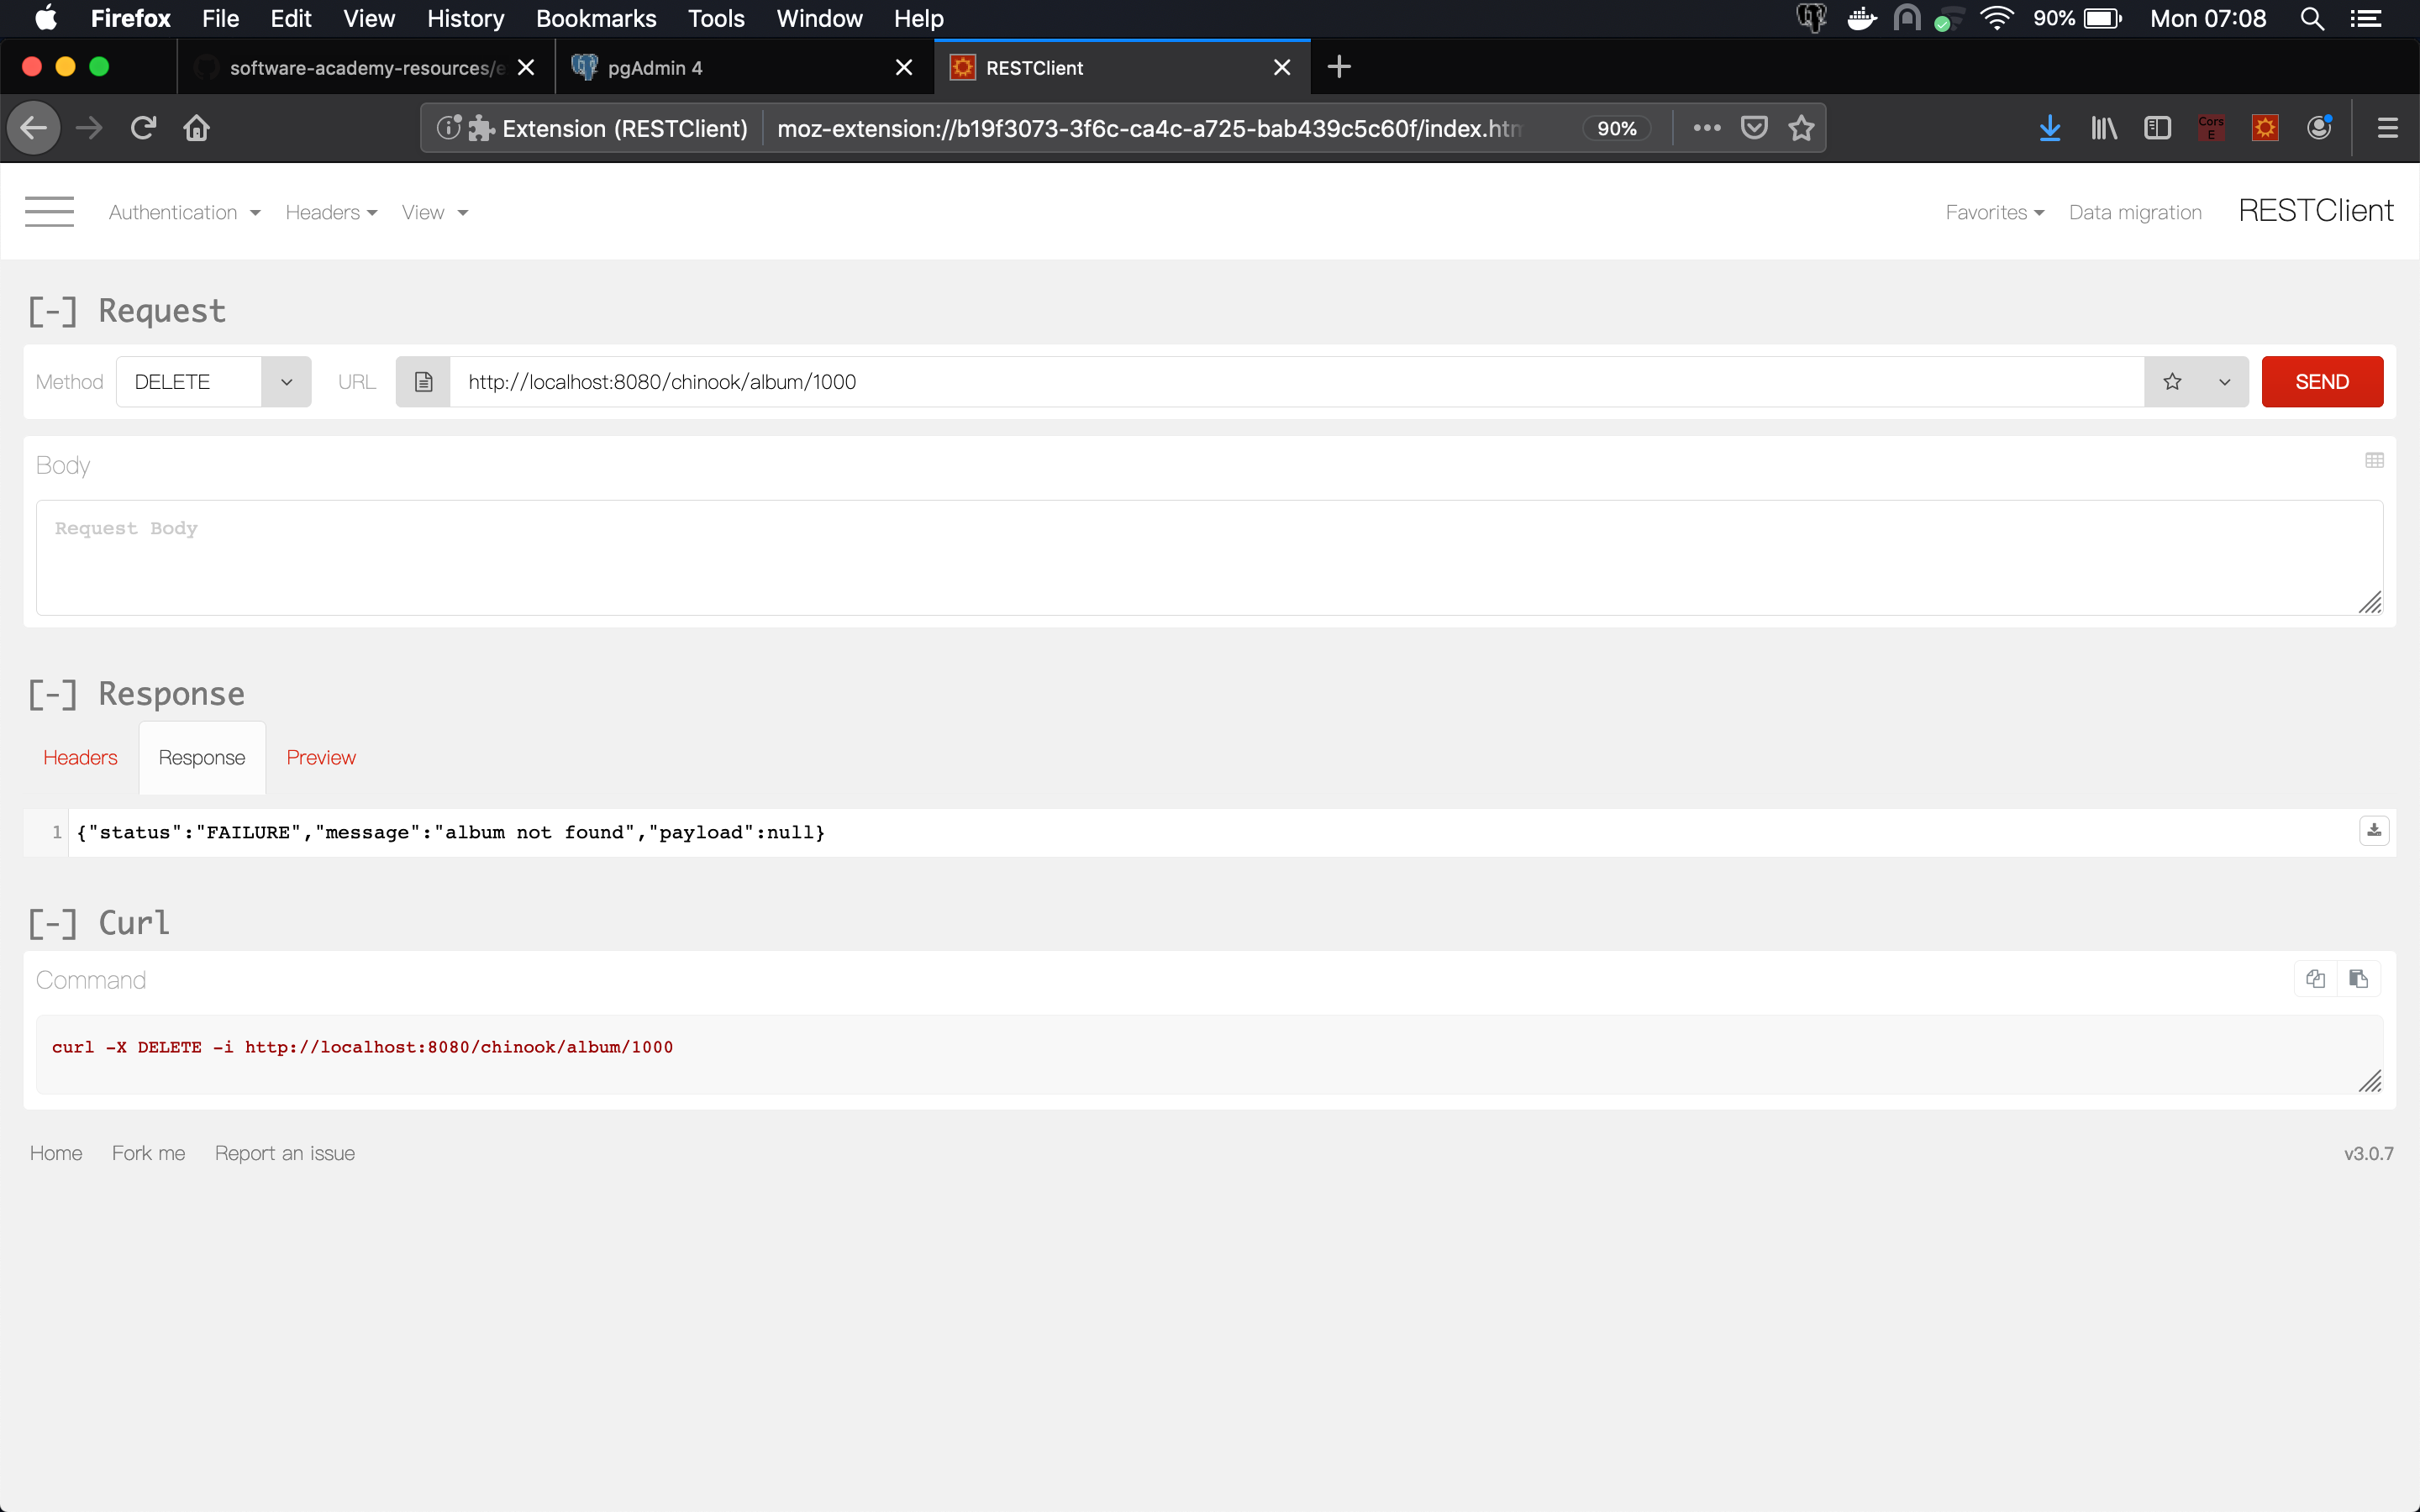 Firefox File Edit View History Bookmarks Tools Window Help 90% Mon 07:08
software-academy-resources/e pgAdmin 4 RESTClient
Extension (RESTClient) moz-extension://b19f3073-3f6c-ca4c-a725-bab439c5c60f/index.htm 90% Cors E
Authentication Headers View Favorites Data migration RESTClient
[-] Request
Method DELETE URL http://localhost:8080/chinook/album/1000 SEND
Body
Request Body
[-] Response
Headers Response Preview
1 {"status":"FAILURE","message":"album not found","payload":null}
[-] Curl
Command
curl -X DELETE -i http://localhost:8080/chinook/album/1000
Home Fork me Report an issue v3.0.7